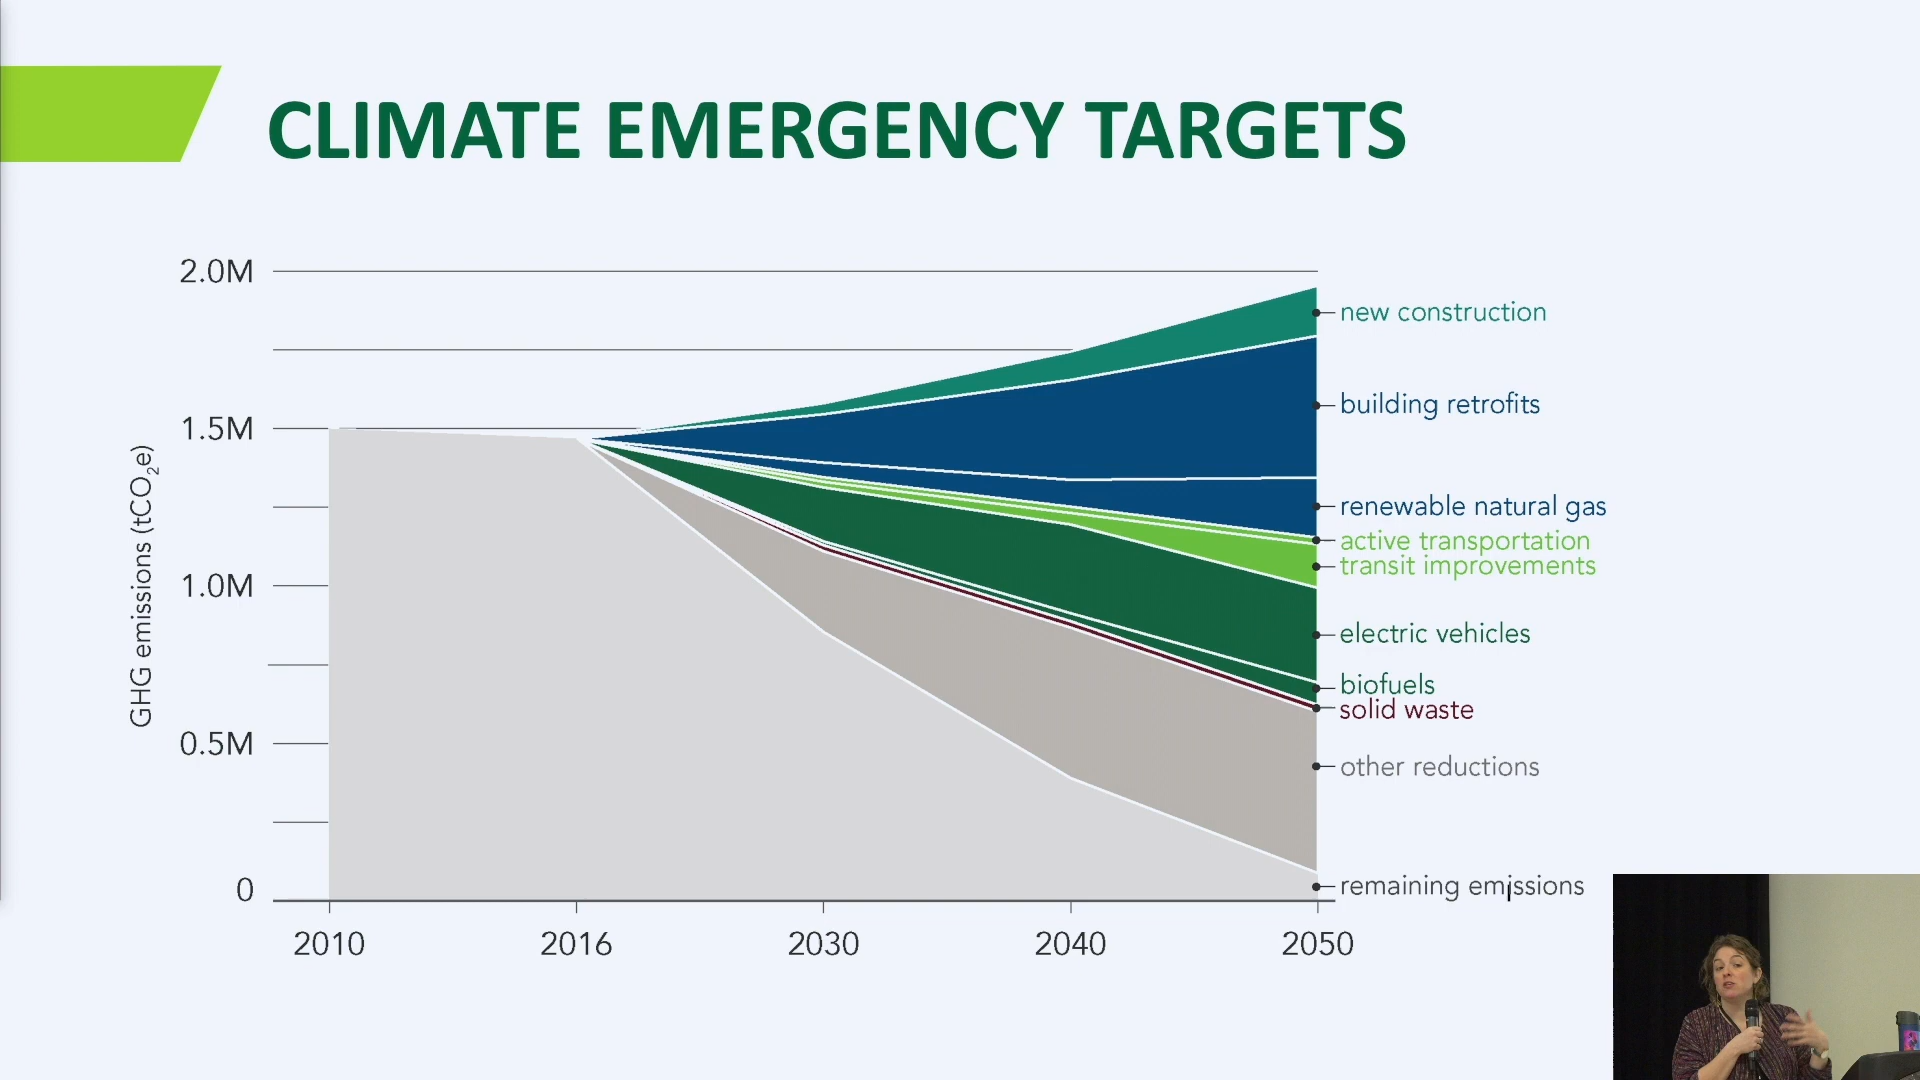 CLIMATE EMERGENCY TARGETS
2.0M
1.5M
1.0M
0.5M
0
GHG emissions (tCO₂e)
new construction
building retrofits
renewable natural gas
active transportation
transit improvements
electric vehicles
biofuels
solid waste
other reductions
remaining emissions
2010 2016 2030 2040 2050